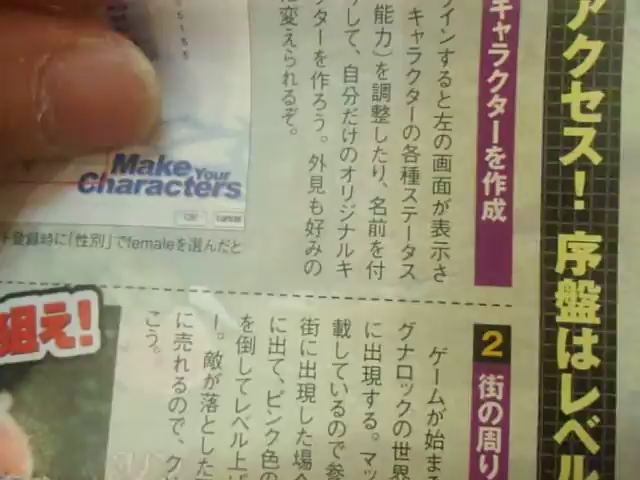 アクセス！序盤はレベル
キャラクターを作成
インすると左の画面が表示さ
キャラクターの各種ステータス
能力）を調整したり、名前を付
して、自分だけのオリジナルキ
ターを作ろう。外見も好みの
に変えられるぞ。
Make Your
Characters
ト登録時に「性別」でfemaleを選んだと
2 街の周り
ゲームが始ま
グナロックの世界
に出現する。マッ
載しているので参
街に出現した場合
に出て、ピンク色の
を倒してレベル上げ
ー。敵が落とした
に売れるので、ク
こう。
狙え！